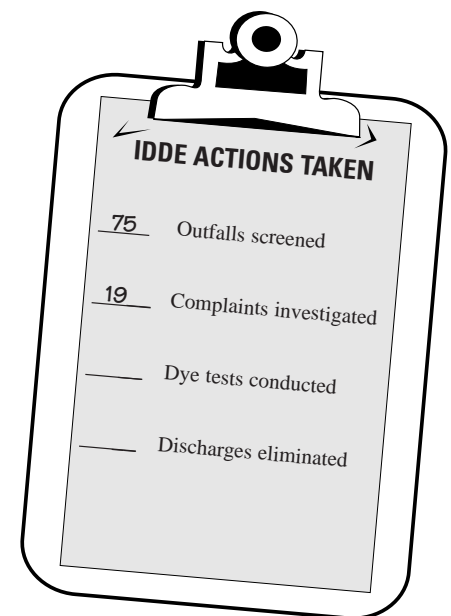 IDDE ACTIONS TAKEN
75 Outfalls screened
19 Complaints investigated
Dye tests conducted
Discharges eliminated